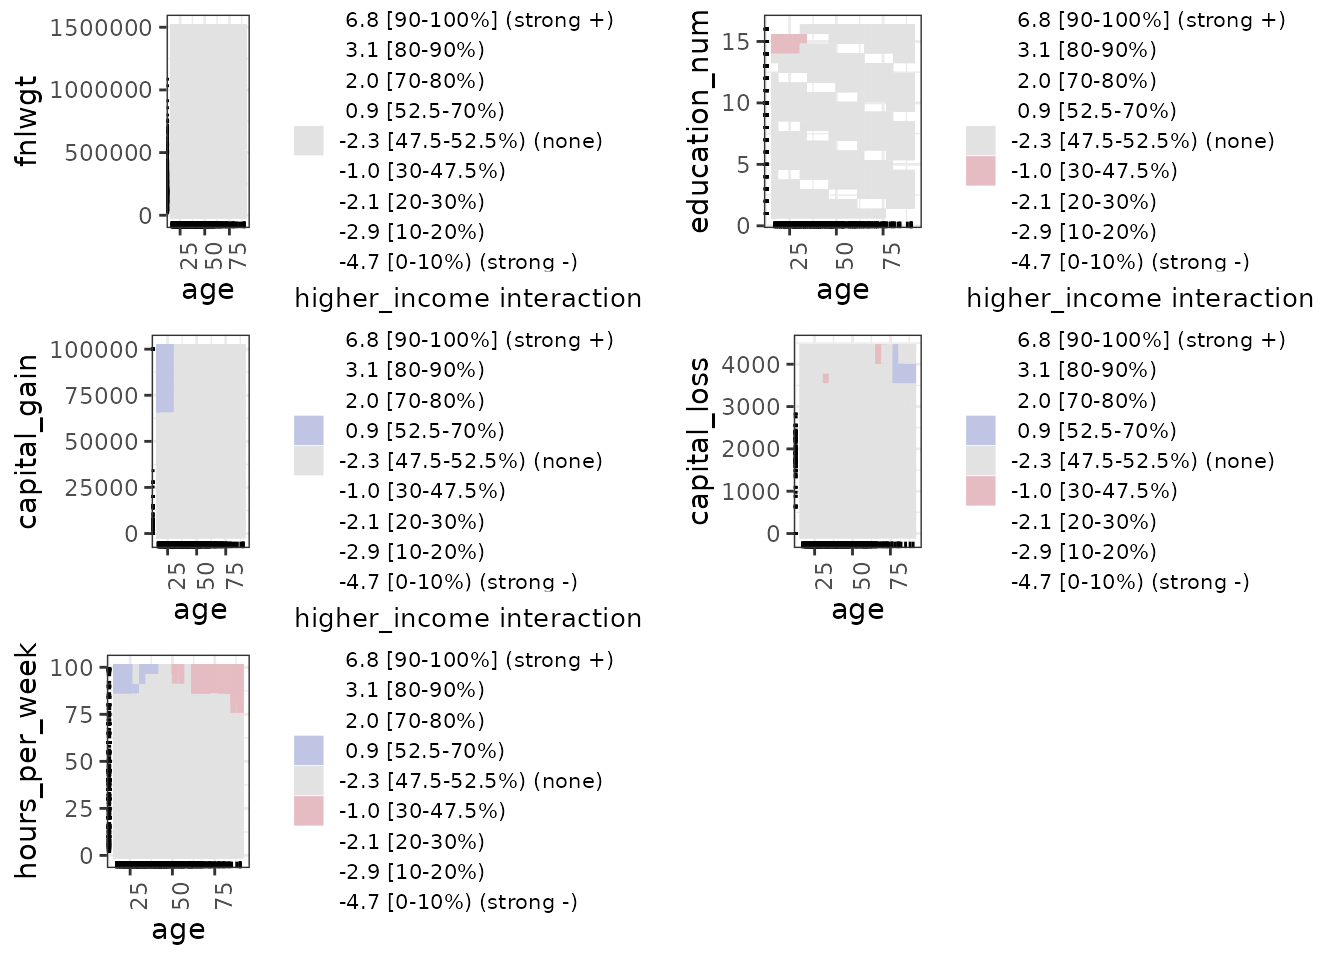 fnlwgt
1500000
1000000
500000
0
25
50
75
age
6.8 [90-100%] (strong +)
3.1 [80-90%)
2.0 [70-80%)
0.9 [52.5-70%)
-2.3 [47.5-52.5%) (none)
-1.0 [30-47.5%)
-2.1 [20-30%)
-2.9 [10-20%)
-4.7 [0-10%) (strong -)
higher_income interaction
education_num
15
10
5
0
25
50
75
age
6.8 [90-100%] (strong +)
3.1 [80-90%)
2.0 [70-80%)
0.9 [52.5-70%)
-2.3 [47.5-52.5%) (none)
-1.0 [30-47.5%)
-2.1 [20-30%)
-2.9 [10-20%)
-4.7 [0-10%) (strong -)
higher_income interaction
capital_gain
100000
75000
50000
25000
0
25
50
75
age
6.8 [90-100%] (strong +)
3.1 [80-90%)
2.0 [70-80%)
0.9 [52.5-70%)
-2.3 [47.5-52.5%) (none)
-1.0 [30-47.5%)
-2.1 [20-30%)
-2.9 [10-20%)
-4.7 [0-10%) (strong -)
higher_income interaction
capital_loss
4000
3000
2000
1000
0
25
50
75
age
6.8 [90-100%] (strong +)
3.1 [80-90%)
2.0 [70-80%)
0.9 [52.5-70%)
-2.3 [47.5-52.5%) (none)
-1.0 [30-47.5%)
-2.1 [20-30%)
-2.9 [10-20%)
-4.7 [0-10%) (strong -)
hours_per_week
100
75
50
25
0
25
50
75
age
6.8 [90-100%] (strong +)
3.1 [80-90%)
2.0 [70-80%)
0.9 [52.5-70%)
-2.3 [47.5-52.5%) (none)
-1.0 [30-47.5%)
-2.1 [20-30%)
-2.9 [10-20%)
-4.7 [0-10%) (strong -)